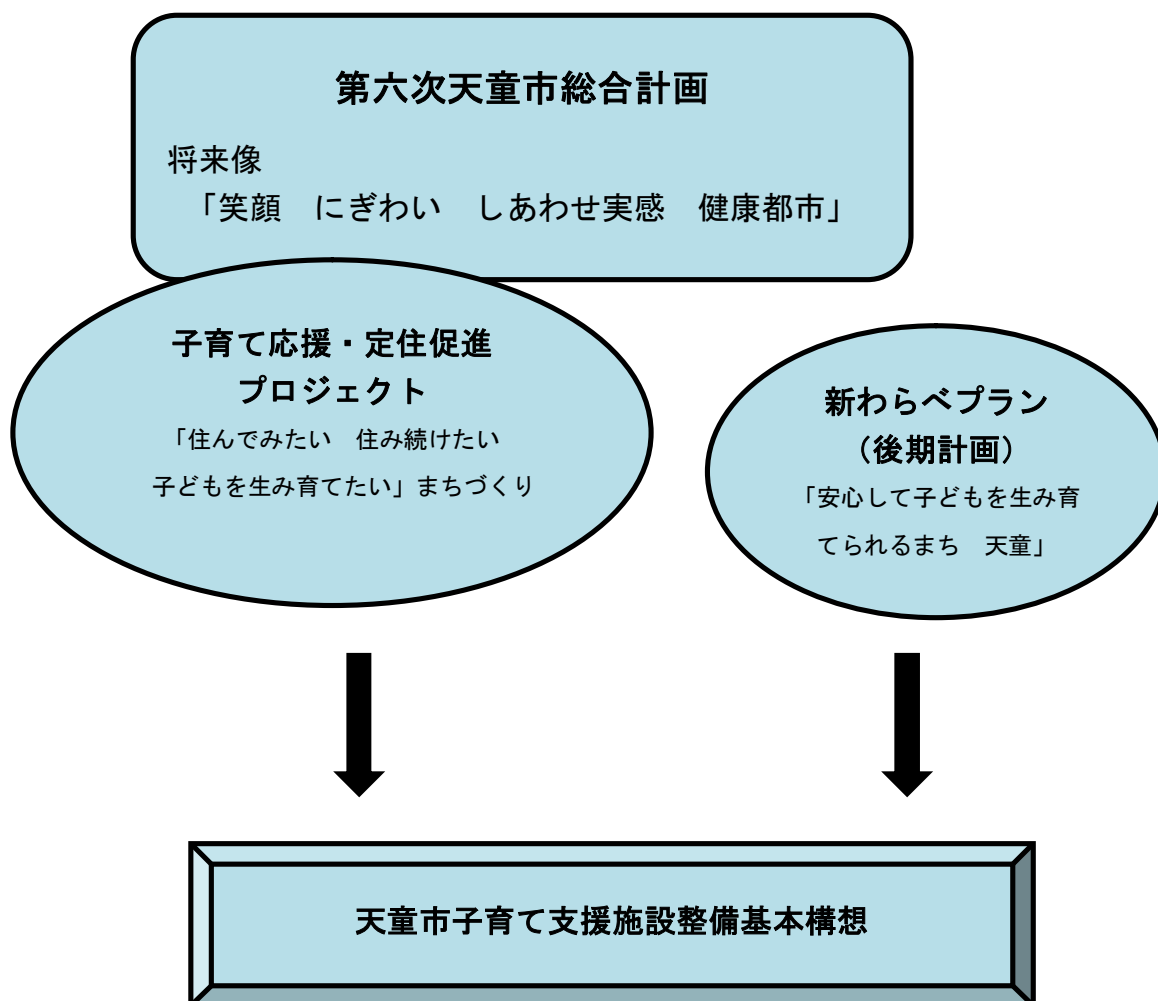 第六次天童市総合計画
将来像
「笑顔　にぎわい　しあわせ実感　健康都市」
子育て応援・定住促進
プロジェクト
「住んでみたい　住み続けたい
子どもを生み育てたい」まちづくり
新わらべプラン
（後期計画）
「安心して子どもを生み育
てられるまち　天童」
天童市子育て支援施設整備基本構想